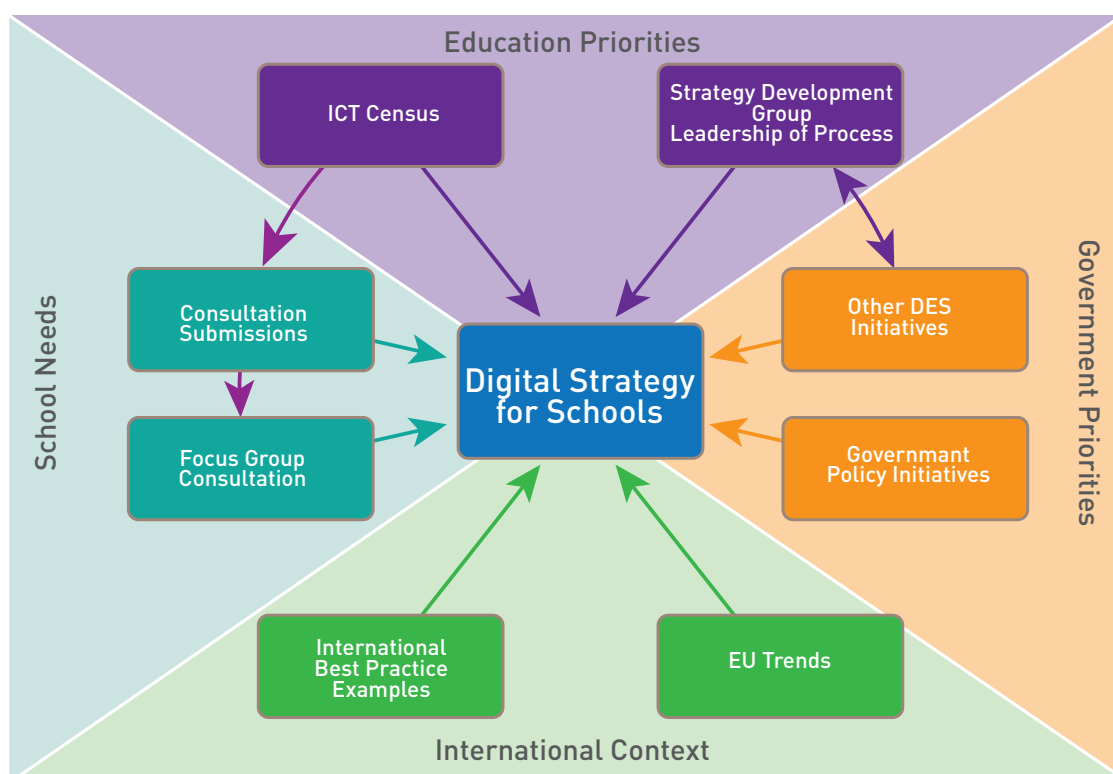 Education Priorities
ICT Census
Strategy Development
Group
Leadership of Process
School Needs
Consultation
Submissions
Focus Group
Consultation
Digital Strategy
for Schools
Other DES
Initiatives
Governmant
Policy Initiatives
Government Priorities
International
Best Practice
Examples
EU Trends
International Context